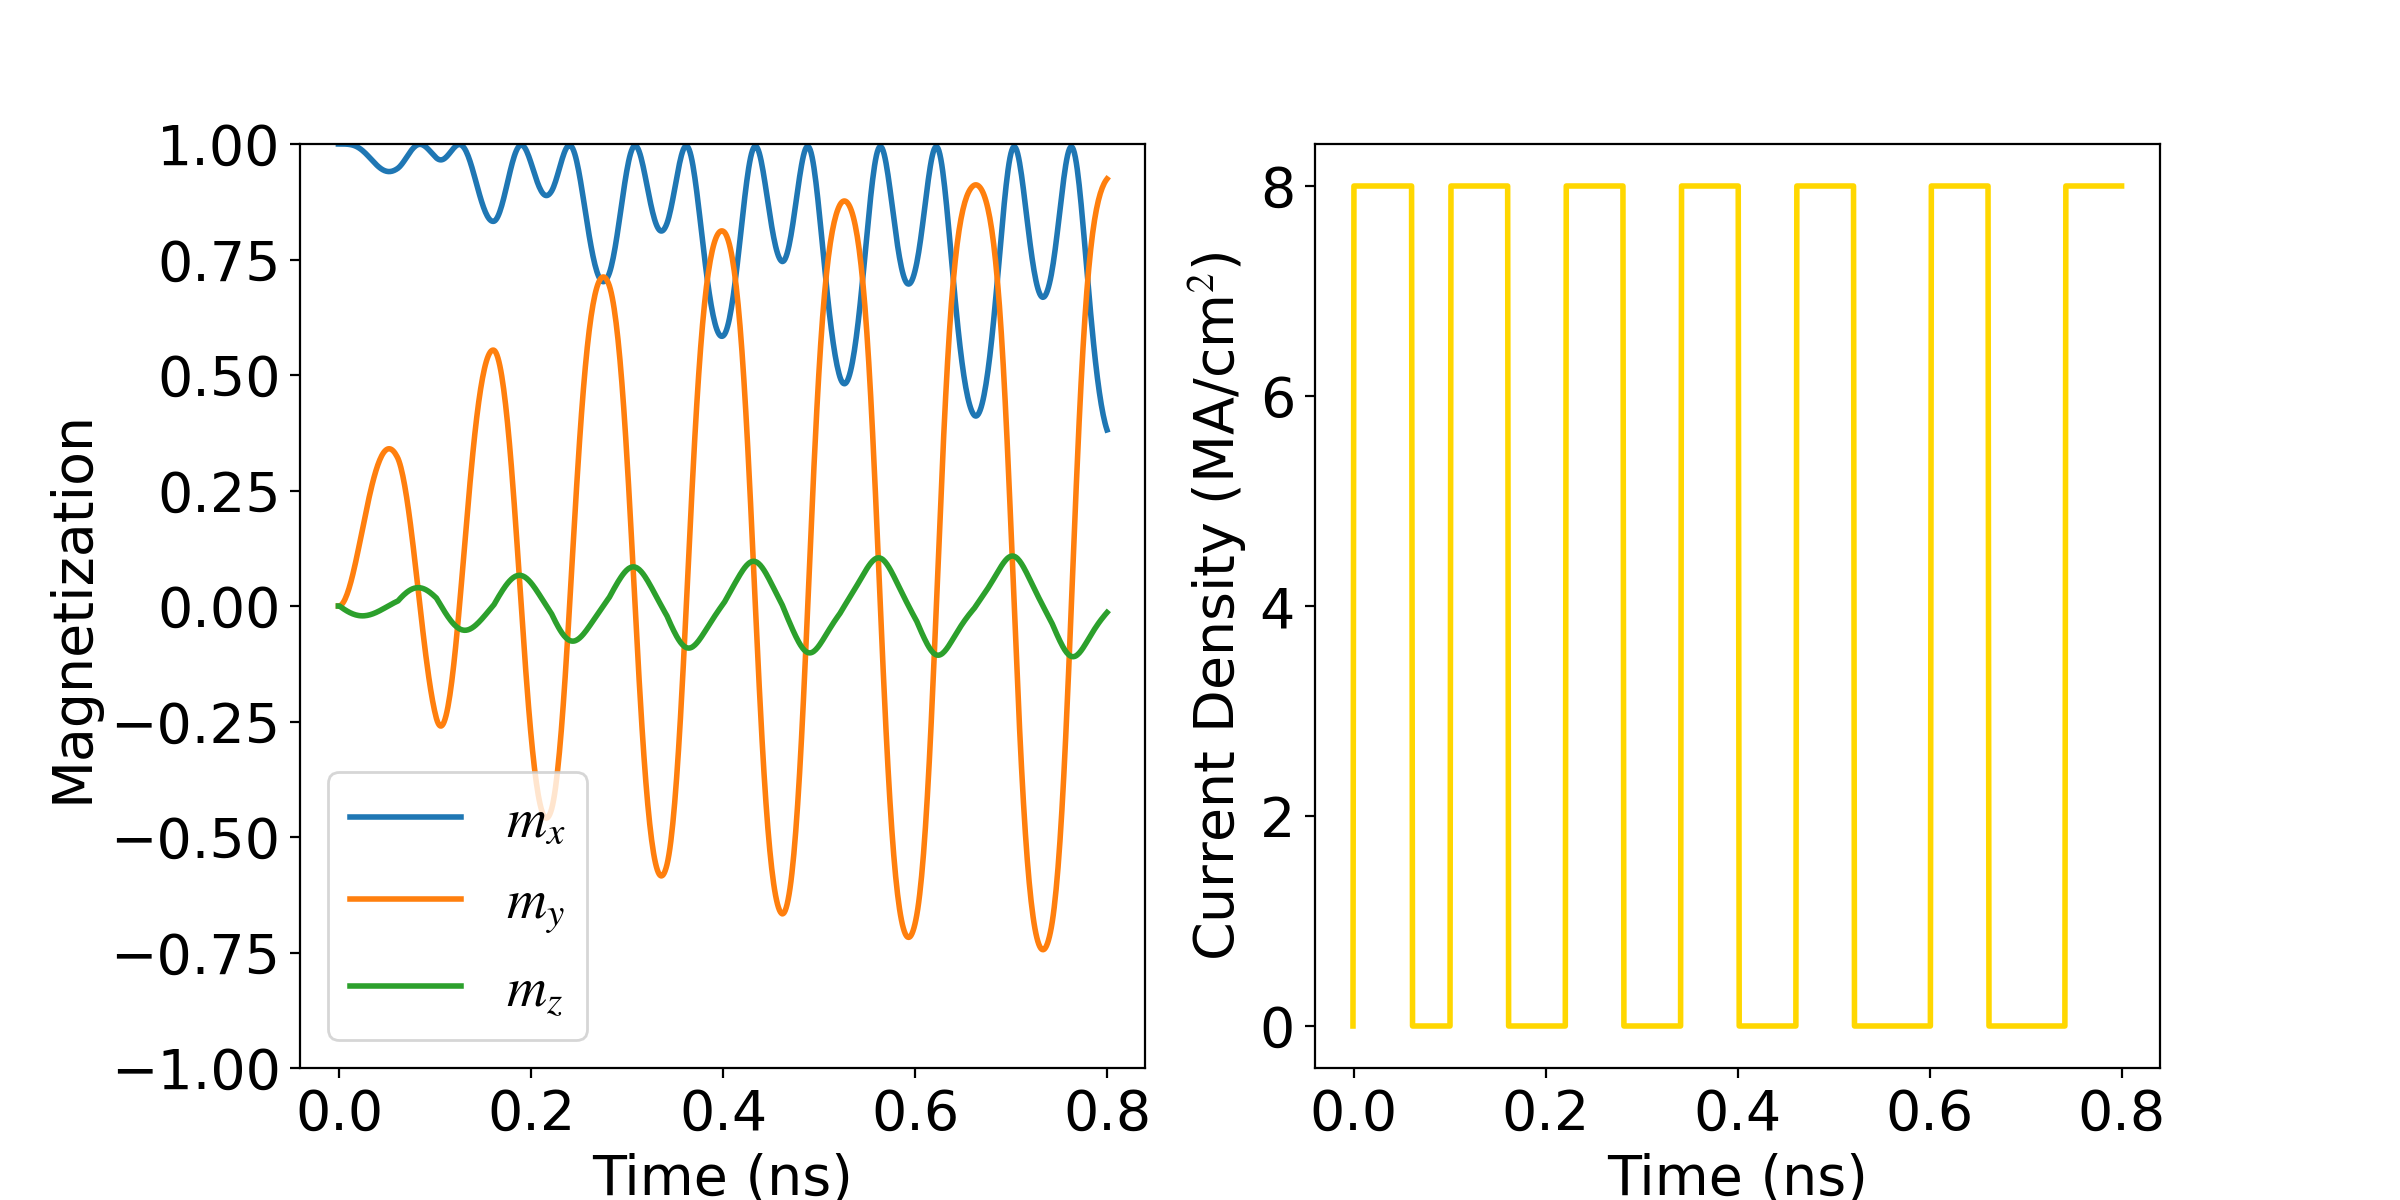 Magnetization
1.00
0.75
0.50
0.25
0.00
−0.25
−0.50
−0.75
−1.00
0.0 0.2 0.4 0.6 0.8
Time (ns)
m_x
m_y
m_z
Current Density (MA/cm²)
8
6
4
2
0
0.0 0.2 0.4 0.6 0.8
Time (ns)